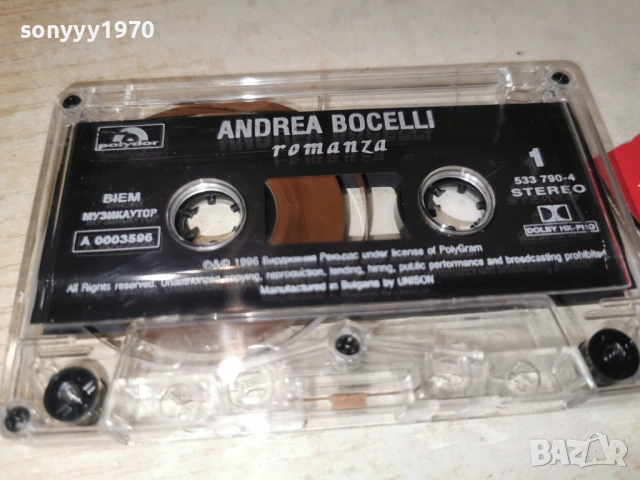 sonyyy1970
polydor
ANDREA BOCELLI
romanza
1
533 790-4
STEREO
BIEM
МУЗИКАУТОР
A 0003596
DOLBY HX-PRO
℗&© 1996 Вирджиния Рекърдс under license of PolyGram
All Rights reserved. Unauthorized copying, reproduction, lending, hiring, public performance and broadcasting prohibited
Manufactured in Bulgaria by UNISON
BAZAR